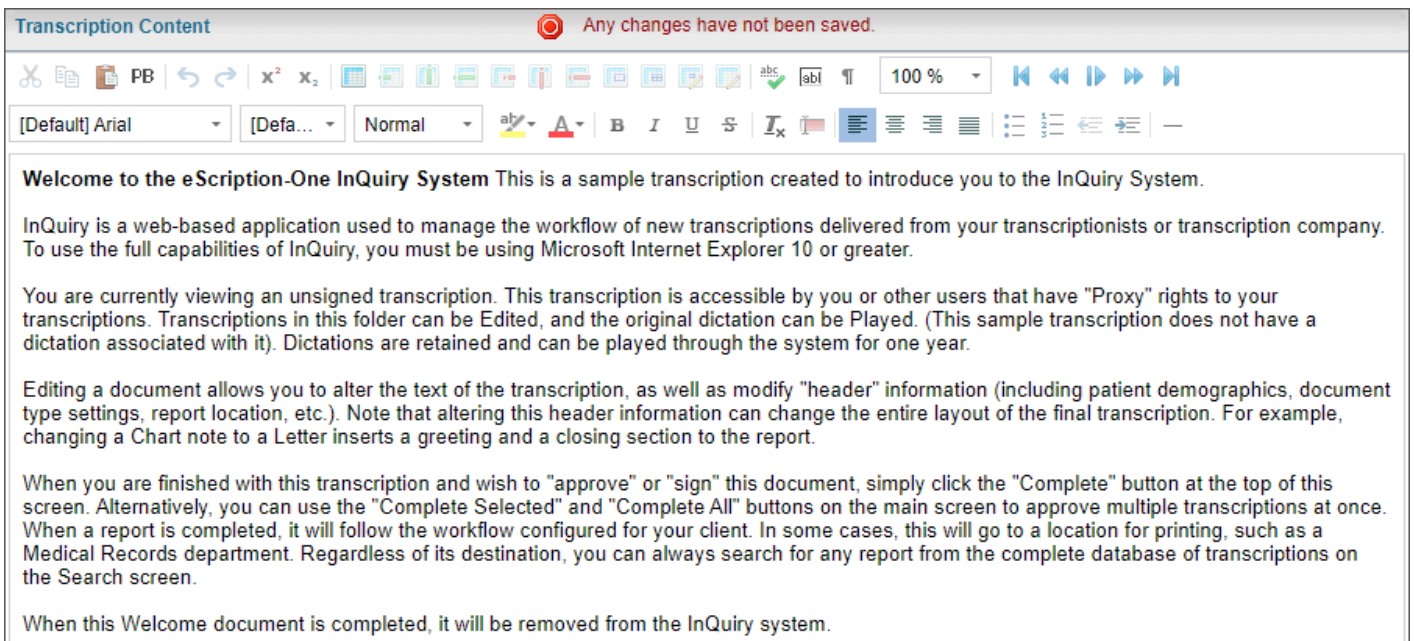 Transcription Content
Any changes have not been saved.
PB x² x₂ abc abl ¶ 100 %
[Default] Arial [Defa... Normal ab A B I U S Ix
Welcome to the eScription-One InQuiry System This is a sample transcription created to introduce you to the InQuiry System.
InQuiry is a web-based application used to manage the workflow of new transcriptions delivered from your transcriptionists or transcription company.
To use the full capabilities of InQuiry, you must be using Microsoft Internet Explorer 10 or greater.
You are currently viewing an unsigned transcription. This transcription is accessible by you or other users that have "Proxy" rights to your
transcriptions. Transcriptions in this folder can be Edited, and the original dictation can be Played. (This sample transcription does not have a
dictation associated with it). Dictations are retained and can be played through the system for one year.
Editing a document allows you to alter the text of the transcription, as well as modify "header" information (including patient demographics, document
type settings, report location, etc.). Note that altering this header information can change the entire layout of the final transcription. For example,
changing a Chart note to a Letter inserts a greeting and a closing section to the report.
When you are finished with this transcription and wish to "approve" or "sign" this document, simply click the "Complete" button at the top of this
screen. Alternatively, you can use the "Complete Selected" and "Complete All" buttons on the main screen to approve multiple transcriptions at once.
When a report is completed, it will follow the workflow configured for your client. In some cases, this will go to a location for printing, such as a
Medical Records department. Regardless of its destination, you can always search for any report from the complete database of transcriptions on
the Search screen.
When this Welcome document is completed, it will be removed from the InQuiry system.